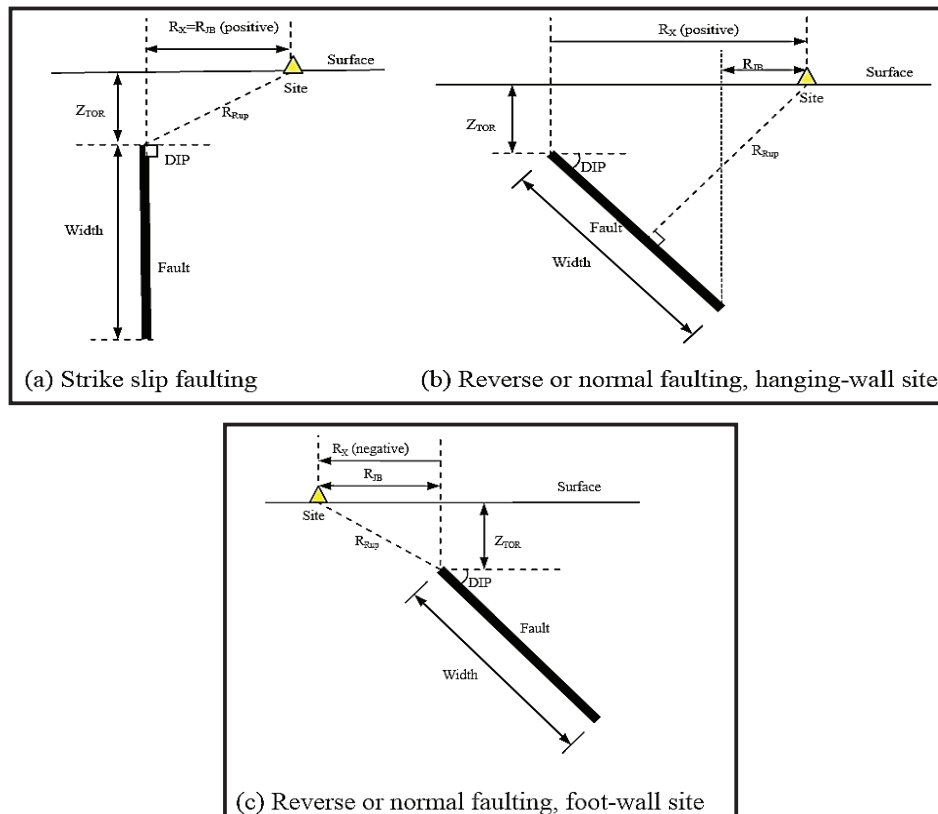 R_X=R_JB (positive)
Surface
Site
Z_TOR
R_Rup
DIP
Width
Fault
(a) Strike slip faulting
R_X (positive)
R_JB
Surface
Site
Z_TOR
R_Rup
DIP
Fault
Width
(b) Reverse or normal faulting, hanging-wall site
R_X (negative)
R_JB
Surface
Site
R_Rup
Z_TOR
DIP
Fault
Width
(c) Reverse or normal faulting, foot-wall site